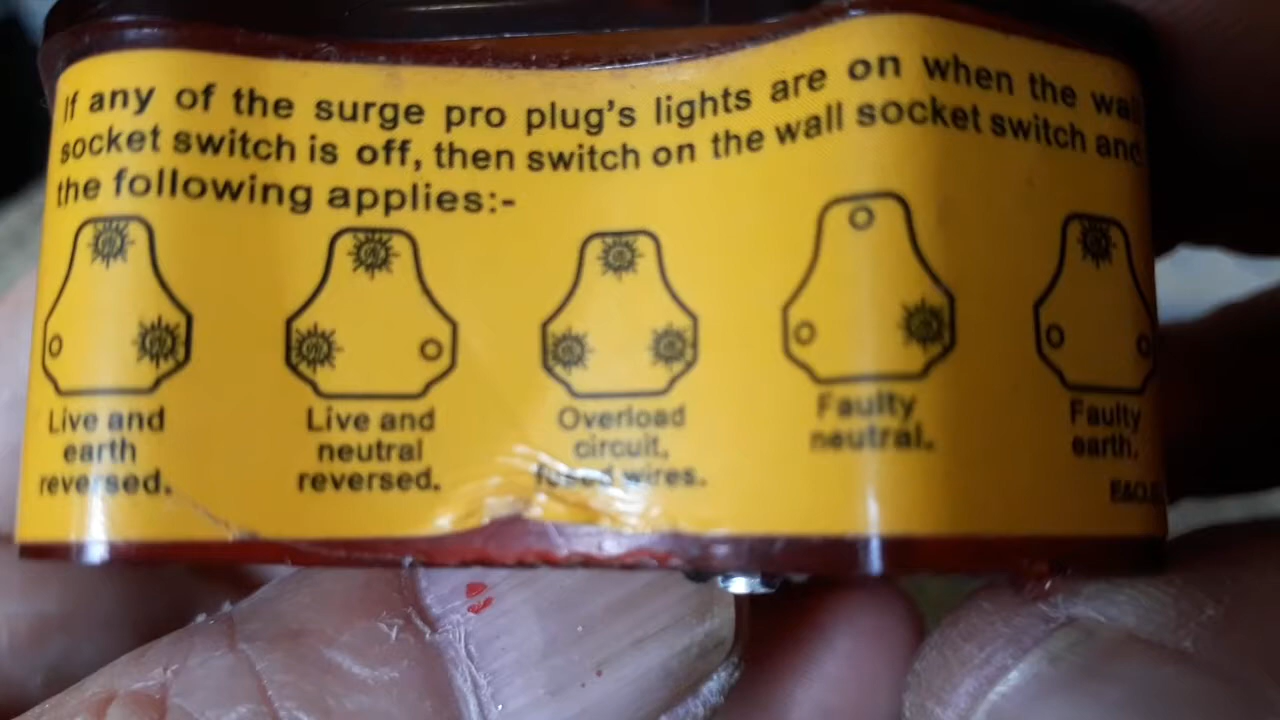 If any of the surge pro plug's lights are on when the wall
socket switch is off, then switch on the wall socket switch and
the following applies:-
Live and
earth
reversed.
Live and
neutral
reversed.
Overload
circuit,
fused wires.
Faulty
neutral.
Faulty
earth.